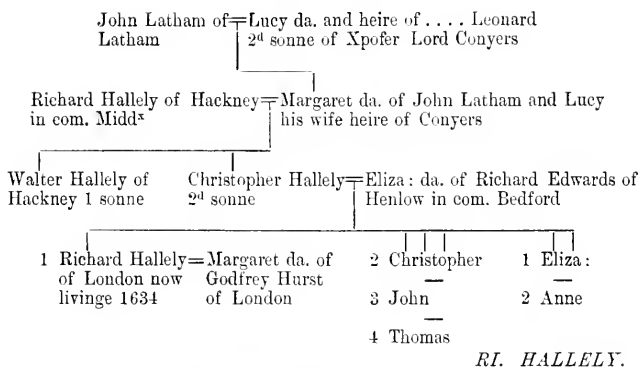 John Latham of=Lucy da. and heire of . . . . Leonard
Latham 2ᵈ sonne of Xpofer Lord Conyers
Richard Hallely of Hackney=Margaret da. of John Latham and Lucy
in com. Middˣ his wife heire of Conyers
Walter Hallely of Christopher Hallely=Eliza : da. of Richard Edwards of
Hackney 1 sonne 2ᵈ sonne Henlow in com. Bedford
1 Richard Hallely=Margaret da. of 2 Christopher 1 Eliza :
of London now Godfrey Hurst 3 John 2 Anne
livinge 1634 of London
4 Thomas
RI. HALLELY.